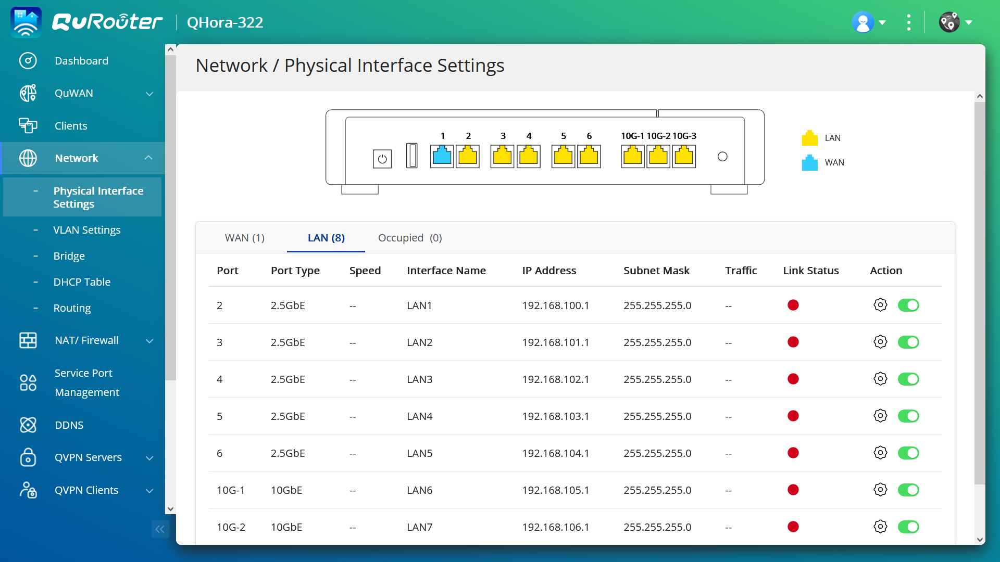 QuRouter | QHora-322
Dashboard
QuWAN
Clients
Network
- Physical Interface
Settings
- VLAN Settings
- Bridge
- DHCP Table
- Routing
NAT/ Firewall
Service Port
Management
DDNS
QVPN Servers
QVPN Clients
Network / Physical Interface Settings
1 2 3 4 5 6 10G-1 10G-2 10G-3
LAN
WAN
WAN (1) LAN (8) Occupied (0)
Port Port Type Speed Interface Name IP Address Subnet Mask Traffic Link Status Action
2 2.5GbE -- LAN1 192.168.100.1 255.255.255.0 --
3 2.5GbE -- LAN2 192.168.101.1 255.255.255.0 --
4 2.5GbE -- LAN3 192.168.102.1 255.255.255.0 --
5 2.5GbE -- LAN4 192.168.103.1 255.255.255.0 --
6 2.5GbE -- LAN5 192.168.104.1 255.255.255.0 --
10G-1 10GbE -- LAN6 192.168.105.1 255.255.255.0 --
10G-2 10GbE -- LAN7 192.168.106.1 255.255.255.0 --